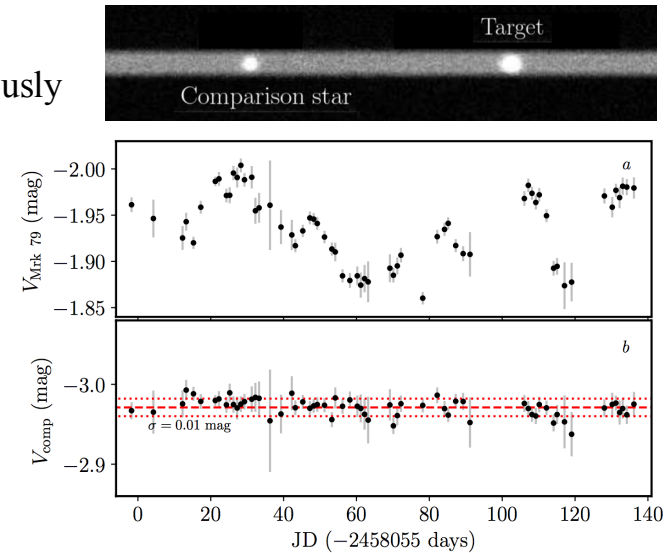 Target
usly
Comparison star
a
V_Mrk 79 (mag)
−2.00
−1.95
−1.90
−1.85
b
V_comp (mag)
−3.0
−2.9
σ = 0.01 mag
0 20 40 60 80 100 120 140
JD (−2458055 days)